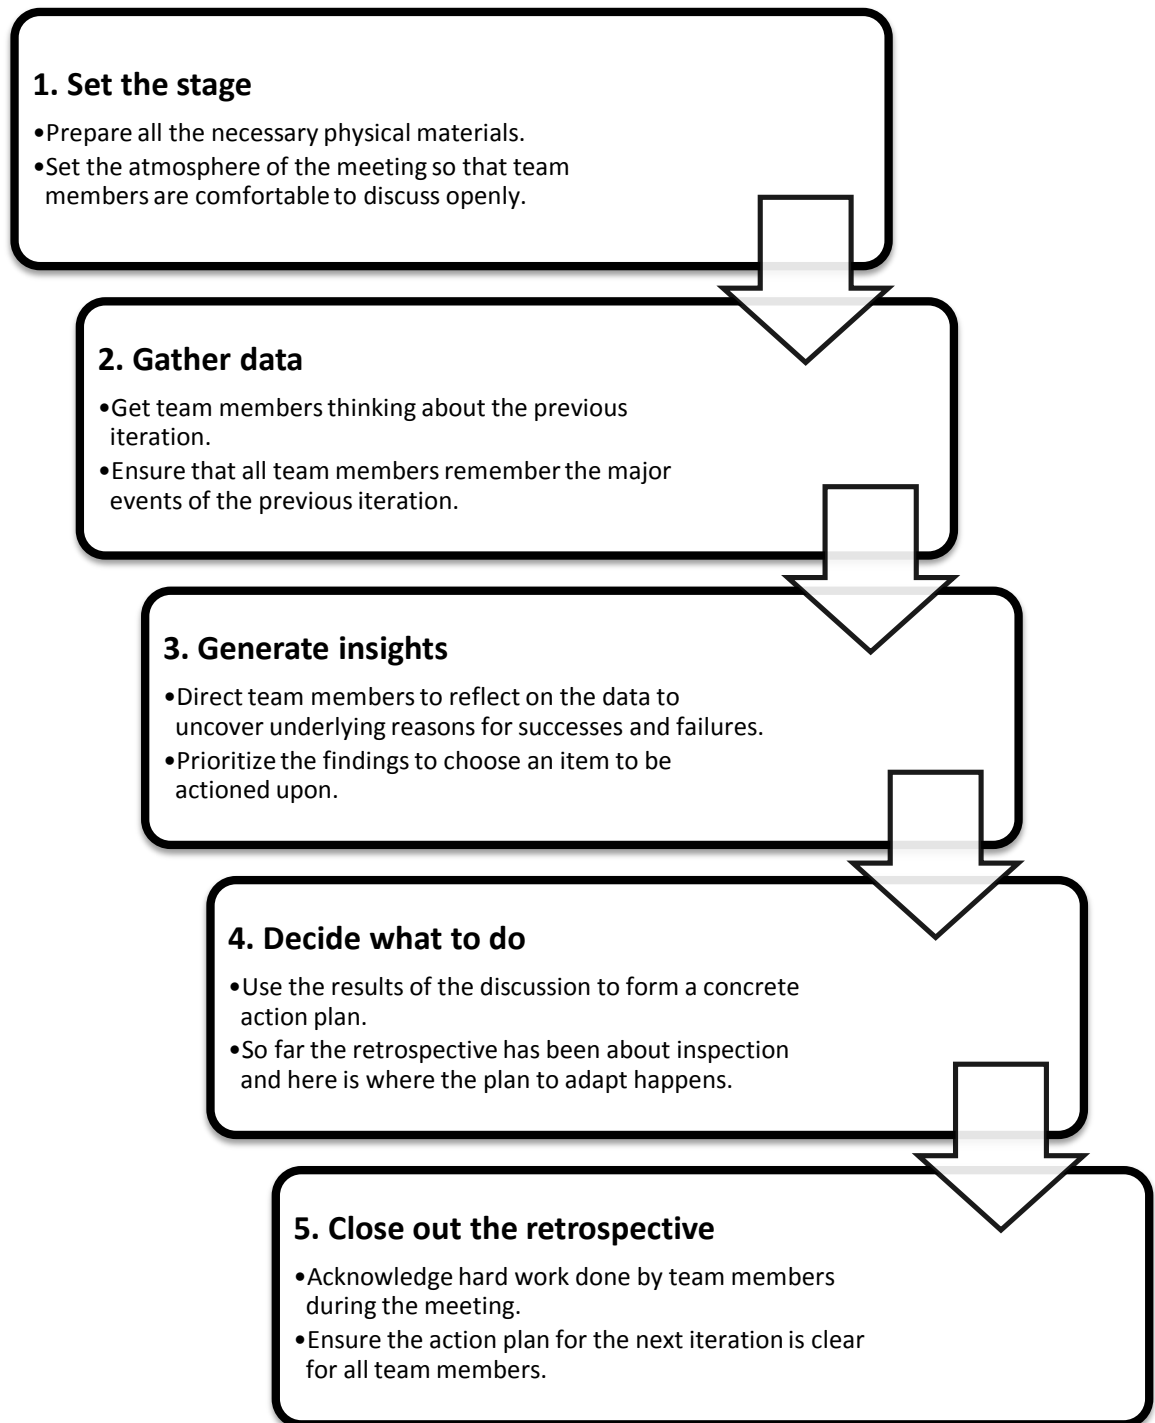 1. Set the stage
•Prepare all the necessary physical materials.
•Set the atmosphere of the meeting so that team
members are comfortable to discuss openly.
2. Gather data
•Get team members thinking about the previous
iteration.
•Ensure that all team members remember the major
events of the previous iteration.
3. Generate insights
•Direct team members to reflect on the data to
uncover underlying reasons for successes and failures.
•Prioritize the findings to choose an item to be
actioned upon.
4. Decide what to do
•Use the results of the discussion to form a concrete
action plan.
•So far the retrospective has been about inspection
and here is where the plan to adapt happens.
5. Close out the retrospective
•Acknowledge hard work done by team members
during the meeting.
•Ensure the action plan for the next iteration is clear
for all team members.